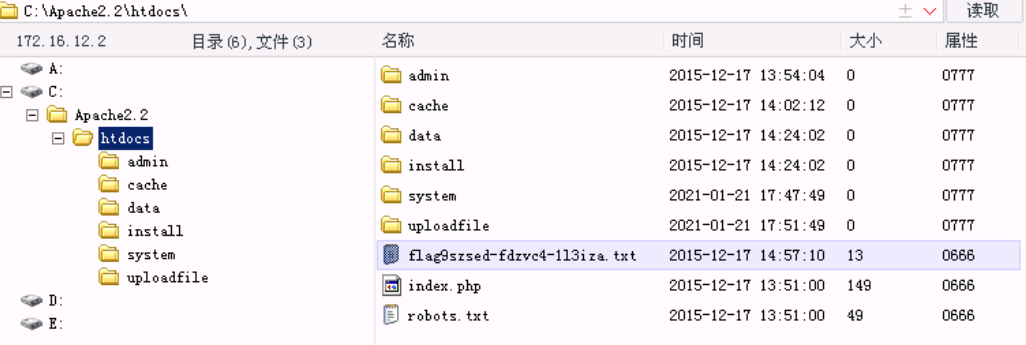 C:\Apache2.2\htdocs\ 读取
172.16.12.2 目录(6),文件(3) 名称 时间 大小 属性
A:
C:
Apache2.2
htdocs
admin
cache
data
install
system
uploadfile
D:
E:
admin 2015-12-17 13:54:04 0 0777
cache 2015-12-17 14:02:12 0 0777
data 2015-12-17 14:24:02 0 0777
install 2015-12-17 14:24:02 0 0777
system 2021-01-21 17:47:49 0 0777
uploadfile 2021-01-21 17:51:49 0 0777
flag9szsed-fdzvc4-1l3iza.txt 2015-12-17 14:57:10 13 0666
index.php 2015-12-17 13:51:00 149 0666
robots.txt 2015-12-17 13:51:00 49 0666